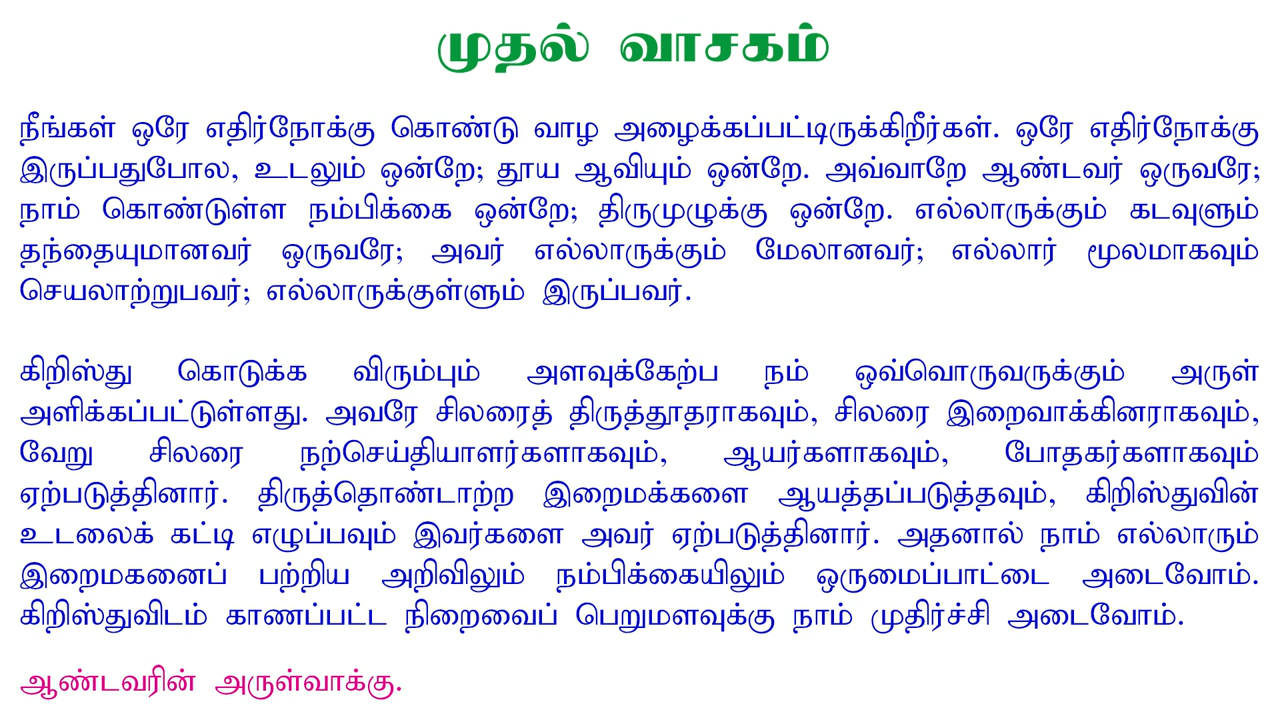 முதல் வாசகம்
நீங்கள் ஒரே எதிர்நோக்கு கொண்டு வாழ அழைக்கப்பட்டிருக்கிறீர்கள். ஒரே எதிர்நோக்கு
இருப்பதுபோல, உடலும் ஒன்றே; தூய ஆவியும் ஒன்றே. அவ்வாறே ஆண்டவர் ஒருவரே;
நாம் கொண்டுள்ள நம்பிக்கை ஒன்றே; திருமுழுக்கு ஒன்றே. எல்லாருக்கும் கடவுளும்
தந்தையுமானவர் ஒருவரே; அவர் எல்லாருக்கும் மேலானவர்; எல்லார் மூலமாகவும்
செயலாற்றுபவர்; எல்லாருக்குள்ளும் இருப்பவர்.
கிறிஸ்து கொடுக்க விரும்பும் அளவுக்கேற்ப நம் ஒவ்வொருவருக்கும் அருள்
அளிக்கப்பட்டுள்ளது. அவரே சிலரைத் திருத்தூதராகவும், சிலரை இறைவாக்கினராகவும்,
வேறு சிலரை நற்செய்தியாளர்களாகவும், ஆயர்களாகவும், போதகர்களாகவும்
ஏற்படுத்தினார். திருத்தொண்டாற்ற இறைமக்களை ஆயத்தப்படுத்தவும், கிறிஸ்துவின்
உடலைக் கட்டி எழுப்பவும் இவர்களை அவர் ஏற்படுத்தினார். அதனால் நாம் எல்லாரும்
இறைமகனைப் பற்றிய அறிவிலும் நம்பிக்கையிலும் ஒருமைப்பாட்டை அடைவோம்.
கிறிஸ்துவிடம் காணப்பட்ட நிறைவைப் பெறுமளவுக்கு நாம் முதிர்ச்சி அடைவோம்.
ஆண்டவரின் அருள்வாக்கு.